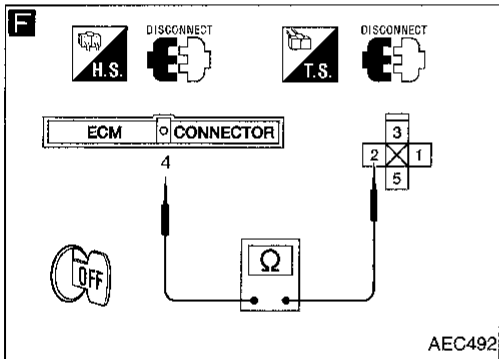 F
DISCONNECT
DISCONNECT
H.S.
T.S.
ECM CONNECTOR
4
3
2 1
5
OFF
Ω
AEC492